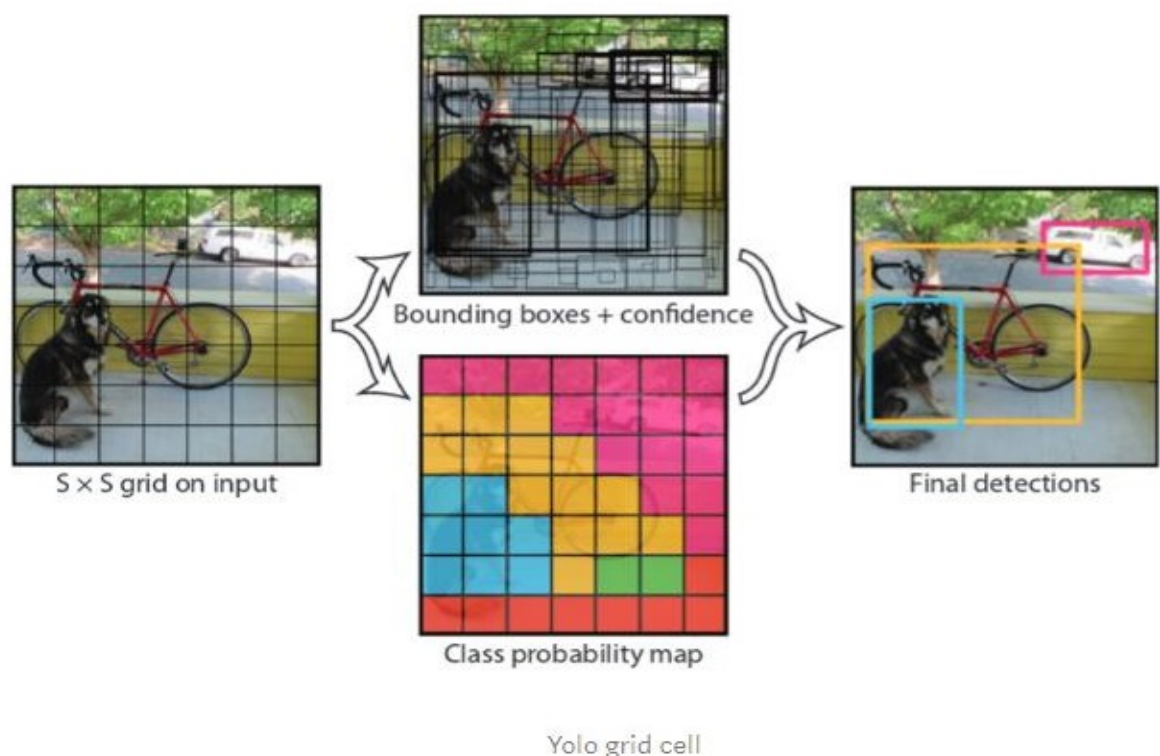 Bounding boxes + confidence
S × S grid on input
Final detections
Class probability map
Yolo grid cell